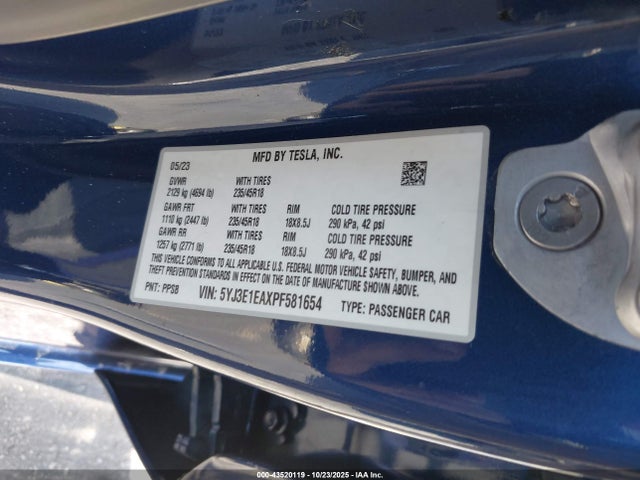 MFD BY TESLA, INC.
05/23
GVWR WITH TIRES
2129 kg (4694 lb) 235/45R18
GAWR FRT WITH TIRES RIM COLD TIRE PRESSURE
1110 kg (2447 lb) 235/45R18 18X8.5J 290 kPa, 42 psi
GAWR RR WITH TIRES RIM COLD TIRE PRESSURE
1257 kg (2771 lb) 235/45R18 18X8.5J 290 kPa, 42 psi
THIS VEHICLE CONFORMS TO ALL APPLICABLE U.S. FEDERAL MOTOR VEHICLE SAFETY, BUMPER, AND
THEFT PREVENTION STANDARDS IN EFFECT ON THE DATE OF MANUFACTURE SHOWN ABOVE.
PNT: PPSB VIN: 5YJ3E1EAXPF581654 TYPE: PASSENGER CAR
000-43520119 - 10/23/2025 - IAA Inc.